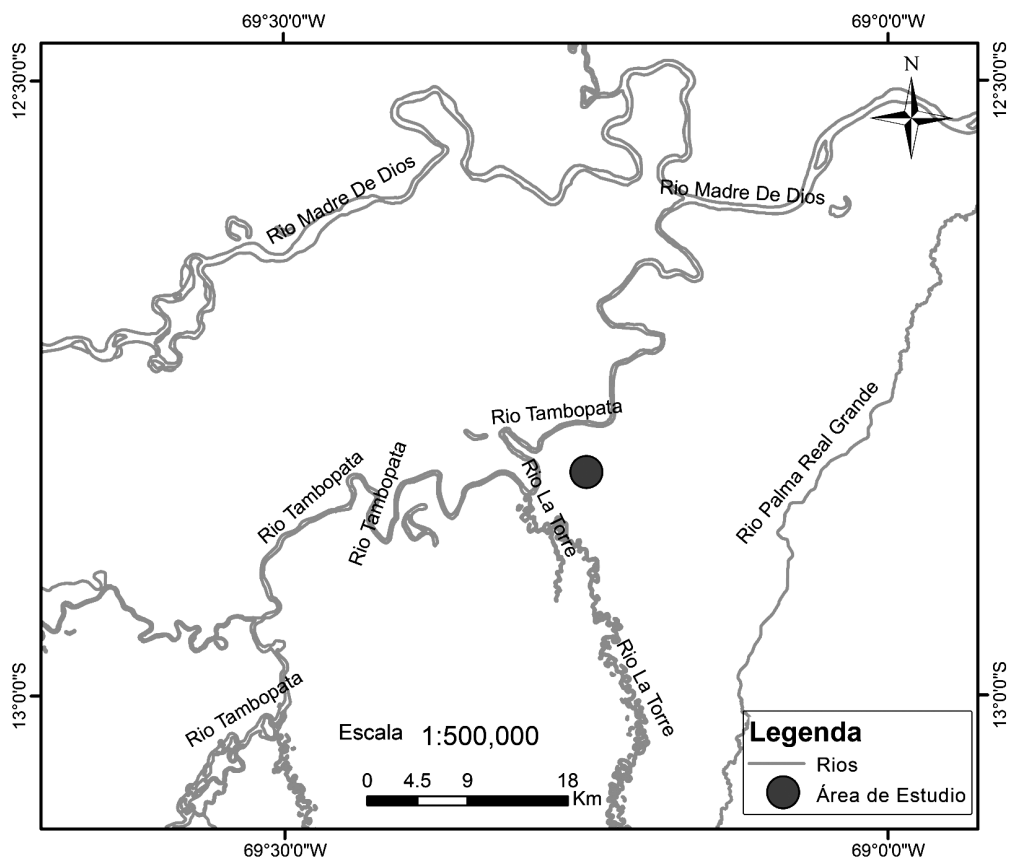 69°30'0"W 69°0'0"W
12°30'0"S 12°30'0"S
N
Rio Madre De Dios
Rio Madre De Dios
Rio Tambopata
Rio Palma Real Grande
Rio Tambopata
Rio Tambopata
Rio La Torre
Rio La Torre
Rio Tambopata
13°0'0"S 13°0'0"S
Escala 1:500,000
0 4.5 9 18
Km
Legenda
Rios
Área de Estudio
69°30'0"W 69°0'0"W